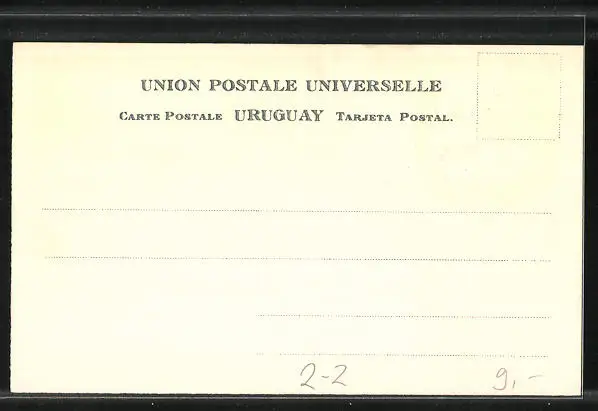 UNION POSTALE UNIVERSELLE
CARTE POSTALE URUGUAY TARJETA POSTAL.
2-2 9,-